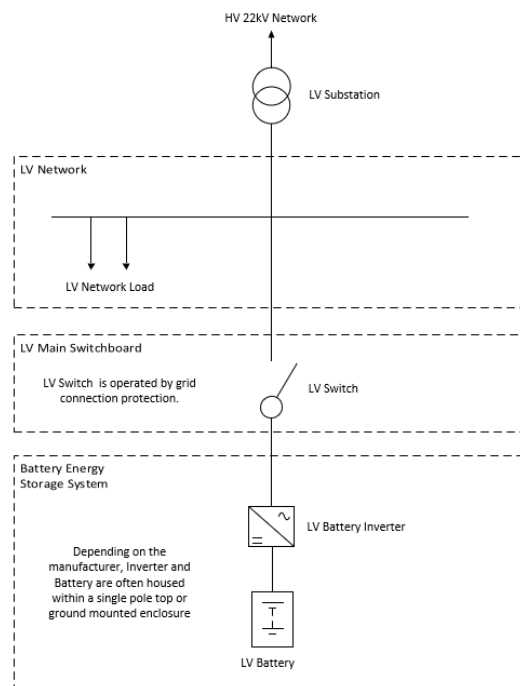 HV 22kV Network
LV Substation
LV Network
LV Network Load
LV Main Switchboard
LV Switch is operated by grid
connection protection.
LV Switch
Battery Energy
Storage System
LV Battery Inverter
Depending on the
manufacturer, Inverter and
Battery are often housed
within a single pole top or
ground mounted enclosure
LV Battery